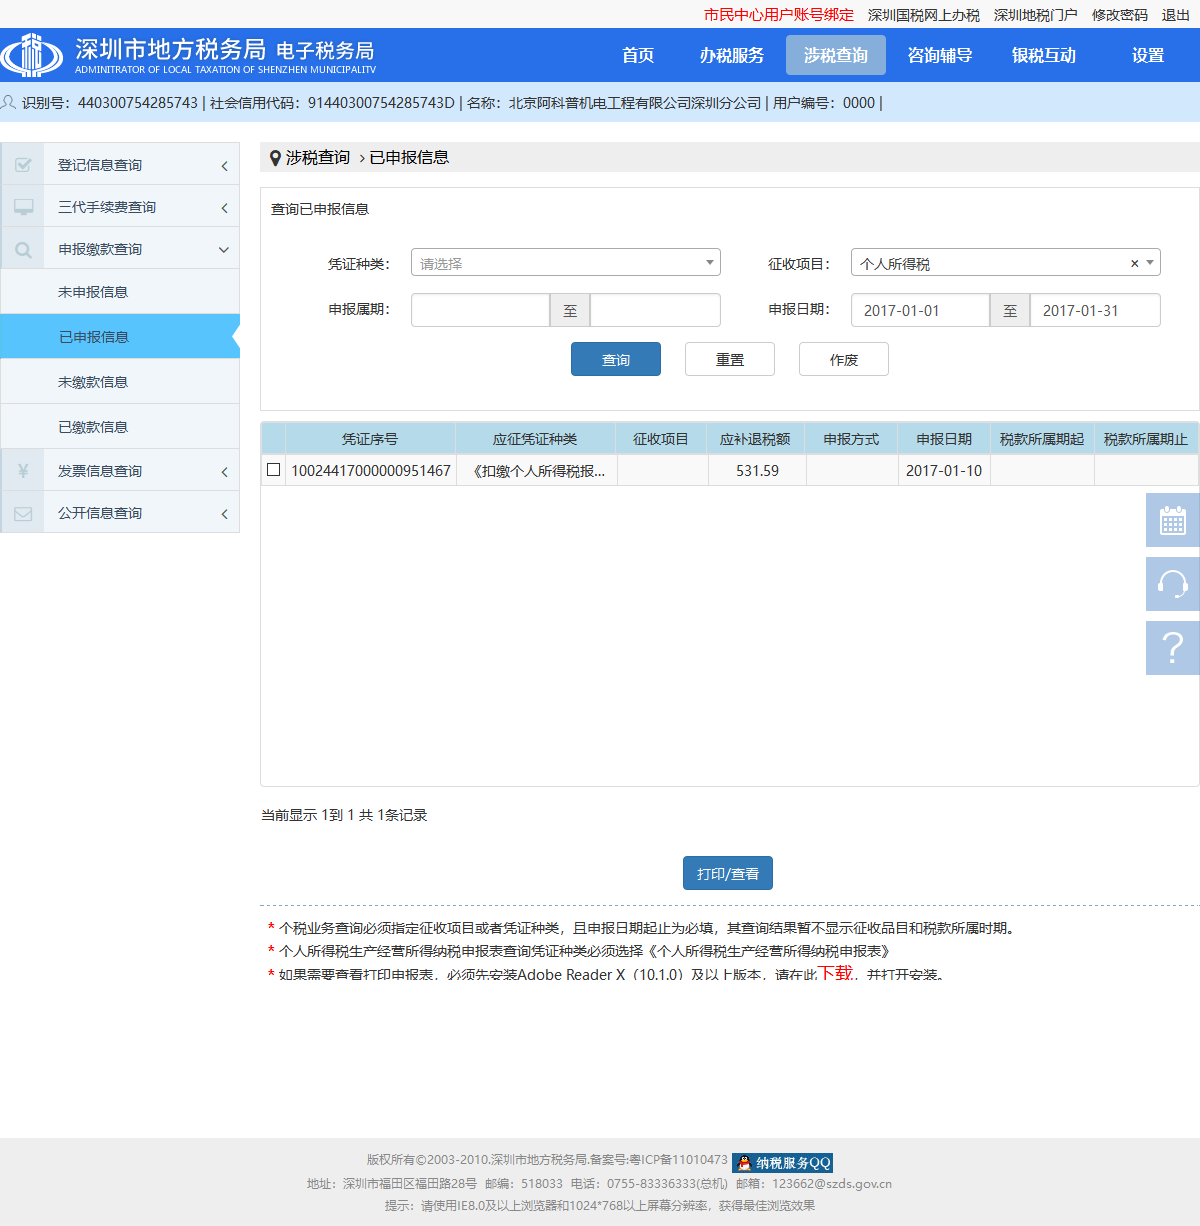 市民中心用户账号绑定 深圳国税网上办税 深圳地税门户 修改密码 退出
深圳市地方税务局 电子税务局
ADMINITRATOR OF LOCAL TAXATION OF SHENZHEN MUNICIPALITV
首页 办税服务 涉税查询 咨询辅导 银税互动 设置
识别号：440300754285743 | 社会信用代码：91440300754285743D | 名称：北京阿科普机电工程有限公司深圳分公司 | 用户编号：0000 |
登记信息查询
三代手续费查询
申报缴款查询
未申报信息
已申报信息
未缴款信息
已缴款信息
¥ 发票信息查询
公开信息查询
涉税查询 › 已申报信息
查询已申报信息
凭证种类： 请选择 征收项目： 个人所得税 ×
申报属期： 至 申报日期： 2017-01-01 至 2017-01-31
查询 重置 作废
凭证序号 应征凭证种类 征收项目 应补退税额 申报方式 申报日期 税款所属期起 税款所属期止
10024417000000951467 《扣缴个人所得税报... 531.59 2017-01-10
?
当前显示 1到 1 共 1条记录
打印/查看
* 个税业务查询必须指定征收项目或者凭证种类，且申报日期起止为必填，其查询结果暂不显示征收品目和税款所属时期。
* 个人所得税生产经营所得纳税申报表查询凭证种类必须选择《个人所得税生产经营所得纳税申报表》
* 如果需要查看打印申报表，必须先安装Adobe Reader X（10.1.0）及以上版本，请在此下载，并打开安装。
版权所有©2003-2010.深圳市地方税务局.备案号:粤ICP备11010473 纳税服务QQ
地址：深圳市福田区福田路28号 邮编：518033 电话：0755-83336333(总机) 邮箱：123662@szds.gov.cn
提示：请使用IE8.0及以上浏览器和1024*768以上屏幕分辨率，获得最佳浏览效果